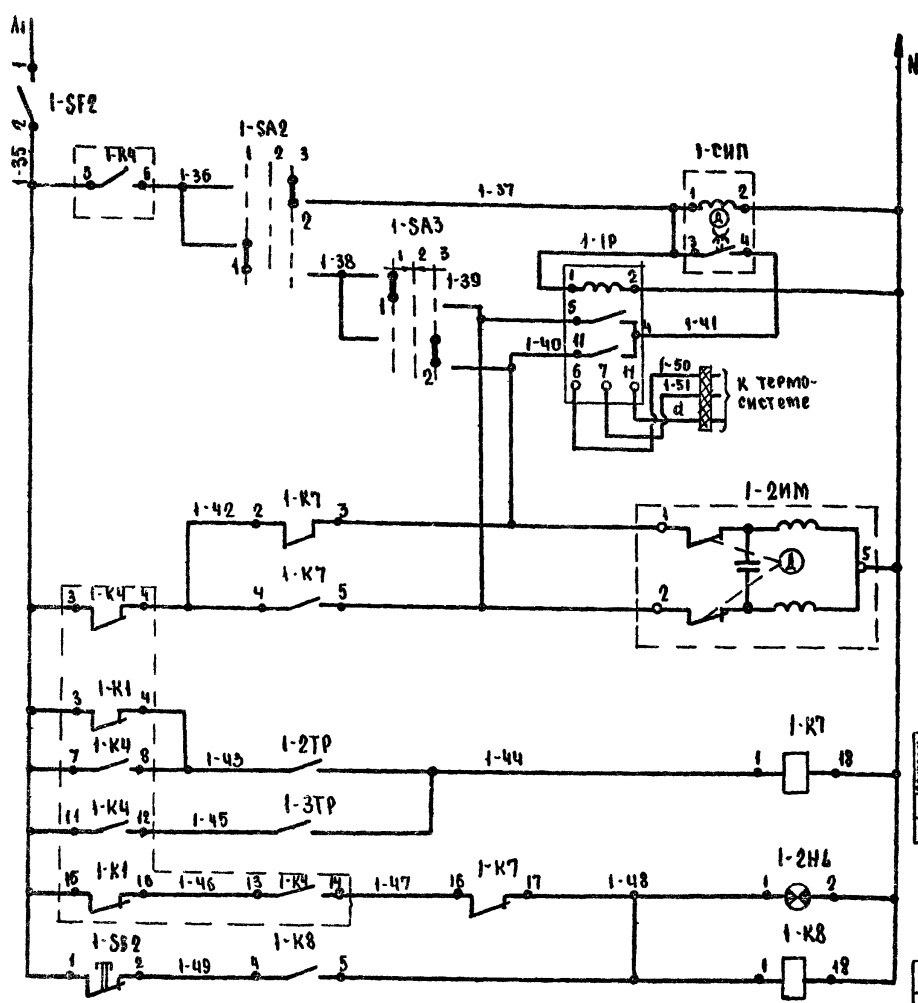 A1
N
1
1-SF2
2
1-35
1-K4
5 6
1-36
1-SA2
1 2 3
2
1
1-37
1-СИП
1 2
Д
3 4
1-SA3
1 2 3
1-38
1
2
1-39
1-1Р
1 2
5
4
1-41
1-40
11
6 7 11
1-50
1-51
d
К ТЕРМО-
СИСТЕМЕ
1-42
2
1-К7
3
1-2ИМ
1
Д
5
1-К7
4 5
2
3
1-К4
4
1-К1
3 4
1-К4
7 8
1-43
1-2ТР
1-44
1-К7
1 18
1-К4
11 12
1-45
1-3ТР
1-К1
15 16
1-46
13
1-К4
14
1-47
1-К7
16 17
1-48
1-2HL
1 2
1-SB2
1 2
1-49
1-К8
4 5
1-К8
1 18